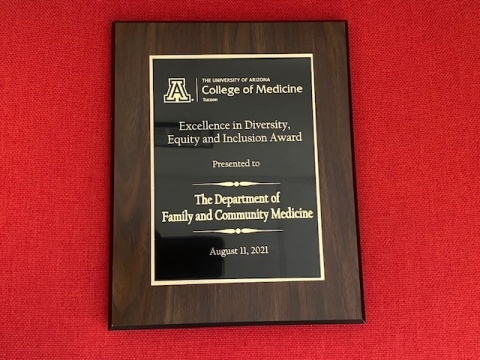 A
THE UNIVERSITY OF ARIZONA
College of Medicine
Tucson
Excellence in Diversity,
Equity and Inclusion Award
Presented to
The Department of
Family and Community Medicine
August 11, 2021